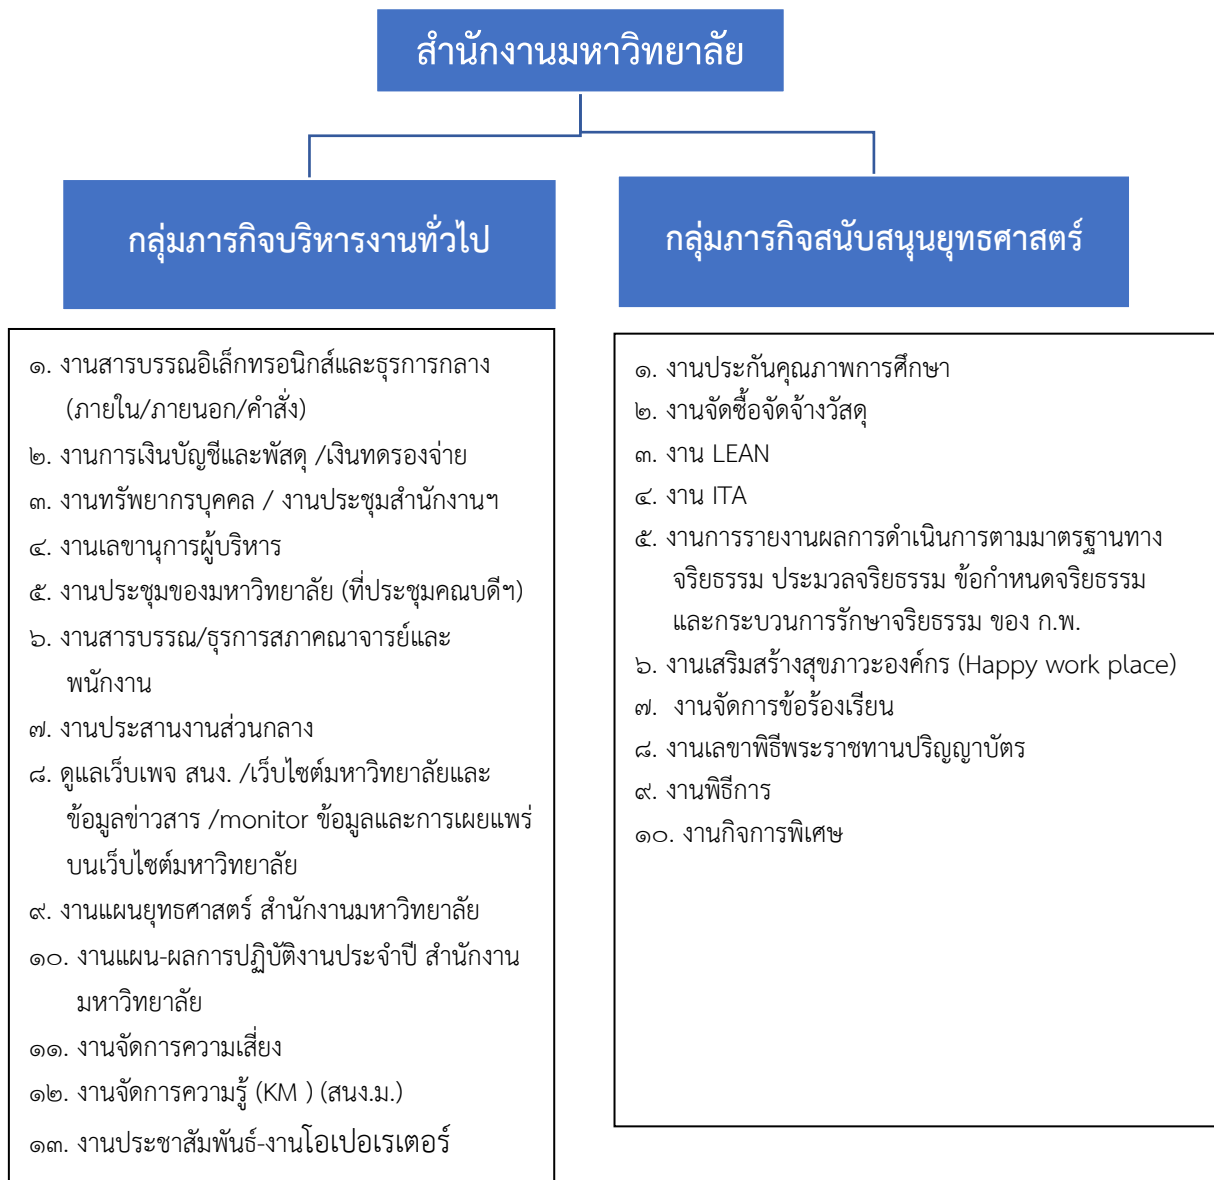 สำนักงานมหาวิทยาลัย
กลุ่มภารกิจบริหารงานทั่วไป
กลุ่มภารกิจสนับสนุนยุทธศาสตร์
๑. งานสารบรรณอิเล็กทรอนิกส์และธุรการกลาง
(ภายใน/ภายนอก/คำสั่ง)
๒. งานการเงินบัญชีและพัสดุ /เงินทดรองจ่าย
๓. งานทรัพยากรบุคคล / งานประชุมสำนักงานฯ
๔. งานเลขานุการผู้บริหาร
๕. งานประชุมของมหาวิทยาลัย (ที่ประชุมคณบดีฯ)
๖. งานสารบรรณ/ธุรการสภาคณาจารย์และ
พนักงาน
๗. งานประสานงานส่วนกลาง
๘. ดูแลเว็บเพจ สนง. /เว็บไซต์มหาวิทยาลัยและ
ข้อมูลข่าวสาร /monitor ข้อมูลและการเผยแพร่
บนเว็บไซต์มหาวิทยาลัย
๙. งานแผนยุทธศาสตร์ สำนักงานมหาวิทยาลัย
๑๐. งานแผน-ผลการปฏิบัติงานประจำปี สำนักงาน
มหาวิทยาลัย
๑๑. งานจัดการความเสี่ยง
๑๒. งานจัดการความรู้ (KM ) (สนง.ม.)
๑๓. งานประชาสัมพันธ์-งานโอเปอเรเตอร์
๑. งานประกันคุณภาพการศึกษา
๒. งานจัดซื้อจัดจ้างวัสดุ
๓. งาน LEAN
๔. งาน ITA
๕. งานการรายงานผลการดำเนินการตามมาตรฐานทาง
จริยธรรม ประมวลจริยธรรม ข้อกำหนดจริยธรรม
และกระบวนการรักษาจริยธรรม ของ ก.พ.
๖. งานเสริมสร้างสุขภาวะองค์กร (Happy work place)
๗. งานจัดการข้อร้องเรียน
๘. งานเลขาพิธีพระราชทานปริญญาบัตร
๙. งานพิธีการ
๑๐. งานกิจการพิเศษ